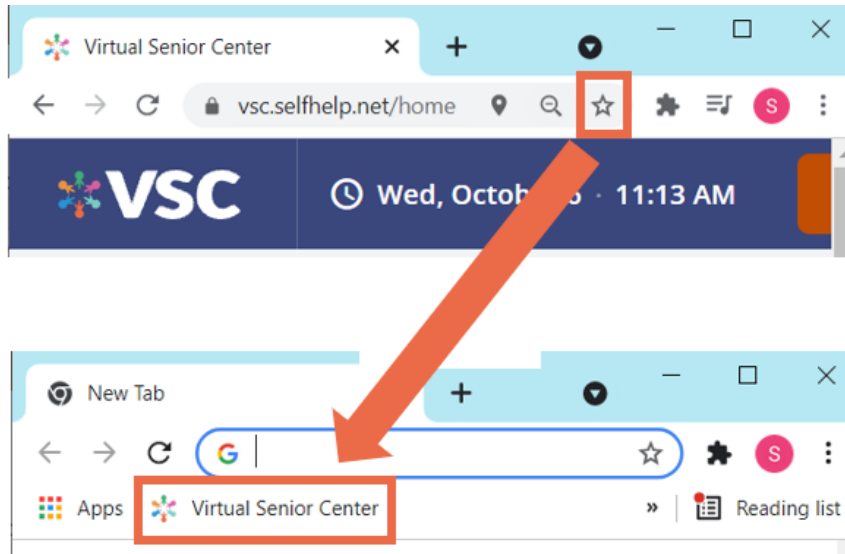 Virtual Senior Center
vsc.selfhelp.net/home
S
VSC
Wed, October · 11:13 AM
New Tab
G
S
Apps
Virtual Senior Center
» Reading list